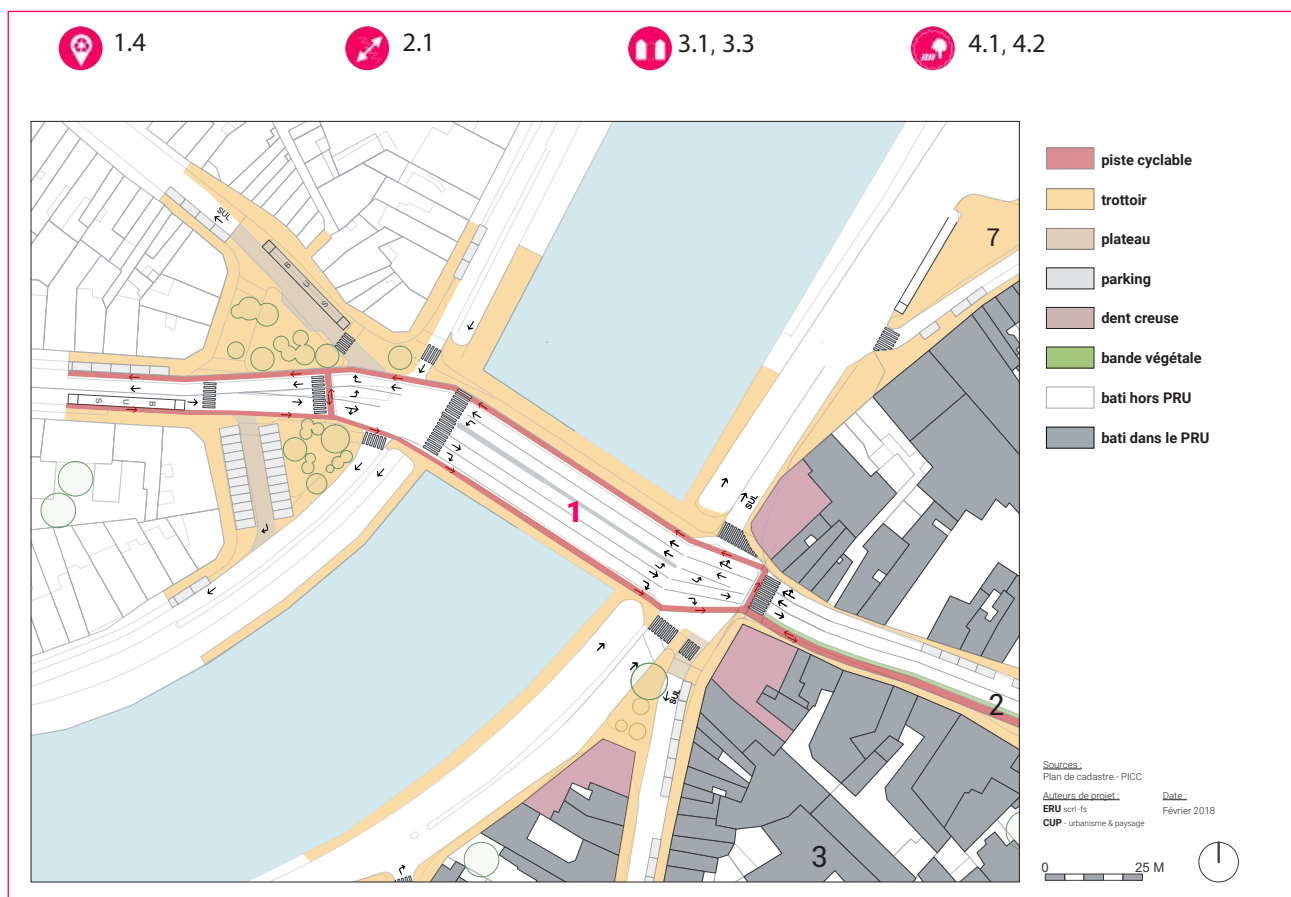 1.4
2.1
3.1, 3.3
4.1, 4.2
SUL
BUS
7
BUS
1
SUL
SUL
2
3
piste cyclable
trottoir
plateau
parking
dent creuse
bande végétale
bati hors PRU
bati dans le PRU
Sources :
Plan de cadastre - PICC
Auteurs de projet :
ERU scrl-fs
CUP - urbanisme & paysage
Date :
Février 2018
0 25 M